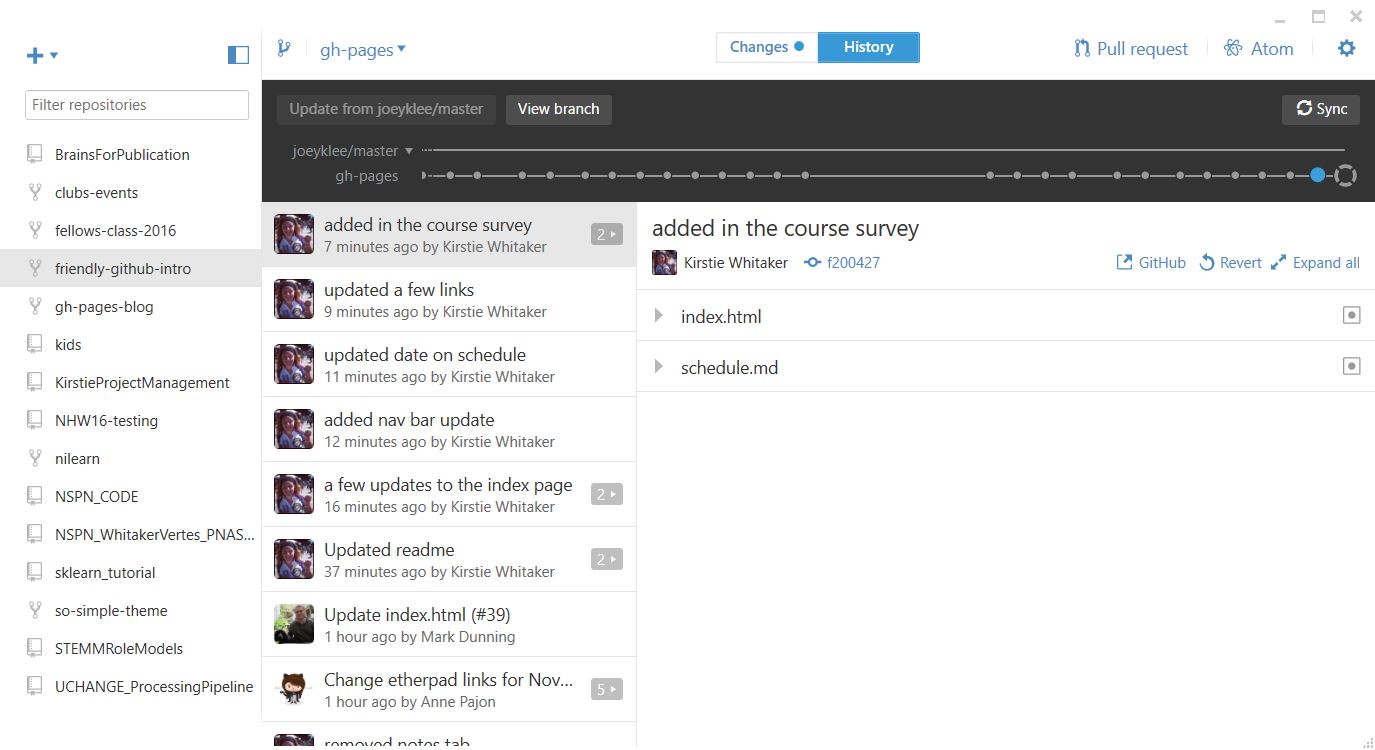 gh-pages
Changes
History
Pull request
Atom
Filter repositories
BrainsForPublication
clubs-events
fellows-class-2016
friendly-github-intro
gh-pages-blog
kids
KirstieProjectManagement
NHW16-testing
nilearn
NSPN_CODE
NSPN_WhitakerVertes_PNAS...
sklearn_tutorial
so-simple-theme
STEMMRoleModels
UCHANGE_ProcessingPipeline
Update from joeyklee/master
View branch
Sync
joeyklee/master
gh-pages
added in the course survey
7 minutes ago by Kirstie Whitaker
2
updated a few links
9 minutes ago by Kirstie Whitaker
updated date on schedule
11 minutes ago by Kirstie Whitaker
added nav bar update
12 minutes ago by Kirstie Whitaker
a few updates to the index page
16 minutes ago by Kirstie Whitaker
2
Updated readme
37 minutes ago by Kirstie Whitaker
2
Update index.html (#39)
1 hour ago by Mark Dunning
Change etherpad links for Nov...
1 hour ago by Anne Pajon
5
removed notes tab
added in the course survey
Kirstie Whitaker
f200427
GitHub
Revert
Expand all
index.html
schedule.md